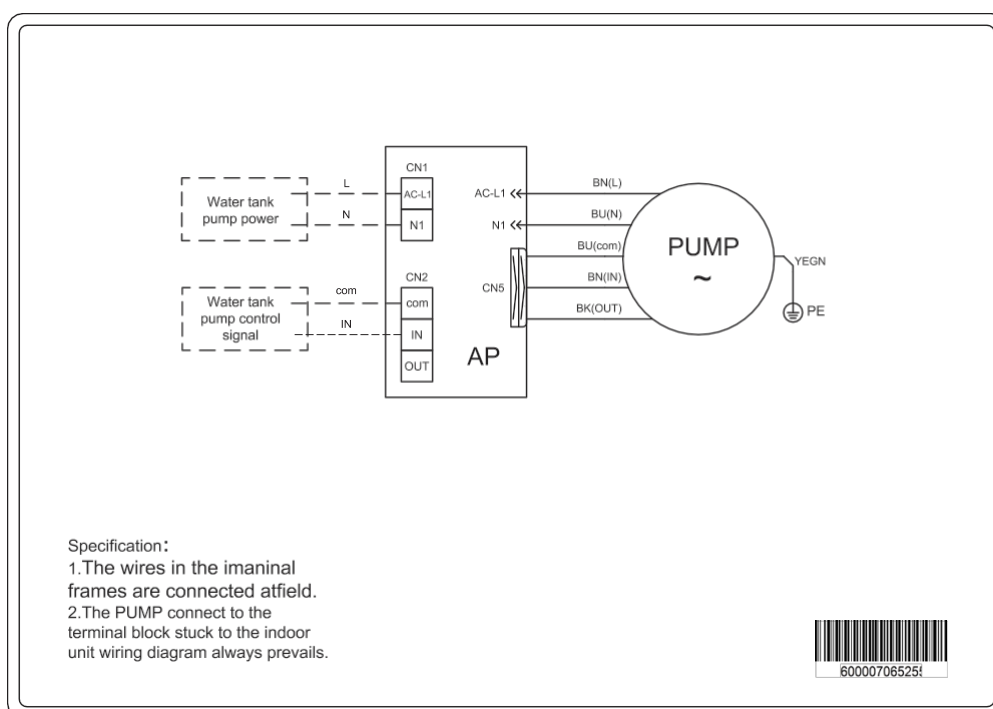 CN1
L
AC-L1
Water tank
pump power
N
N1
AC-L1
N1
BN(L)
BU(N)
BU(com)
BN(IN)
BK(OUT)
PUMP
~
YEGN
PE
CN2
com
com
Water tank
pump control
signal
IN
IN
OUT
CN5
AP
Specification:
1.The wires in the imaninal
frames are connected atfield.
2.The PUMP connect to the
terminal block stuck to the indoor
unit wiring diagram always prevails.